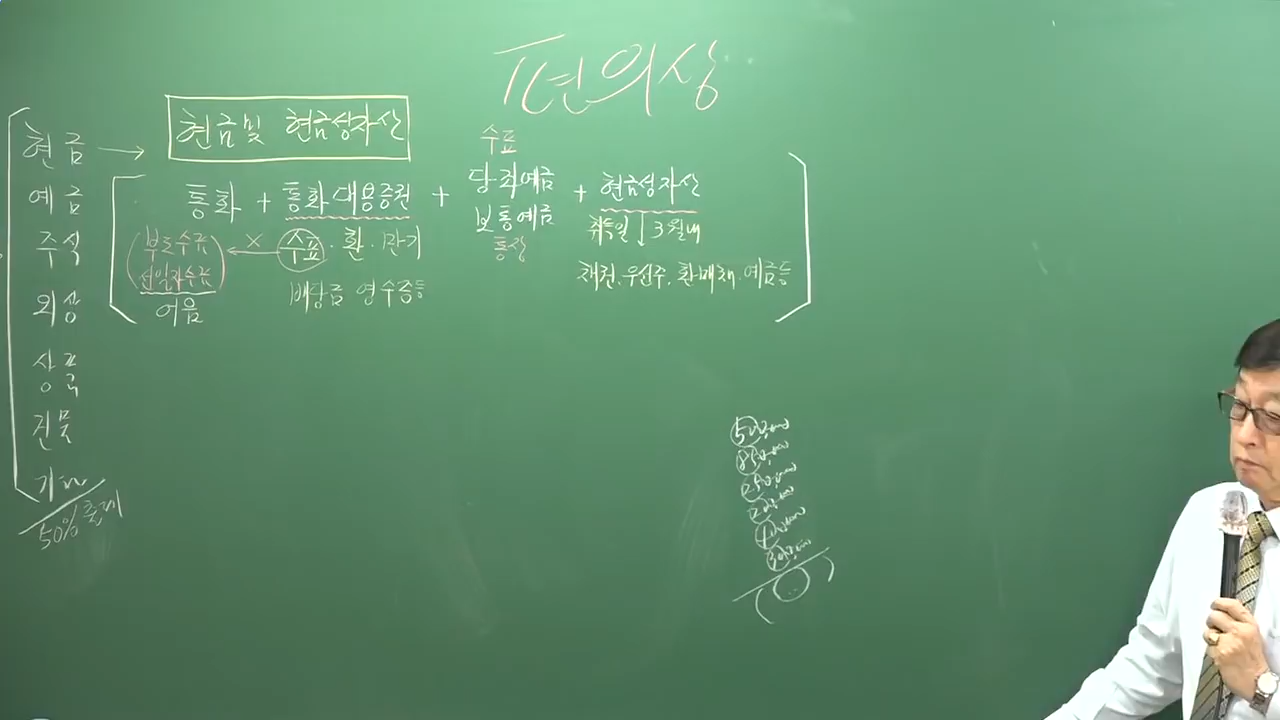 편의상
현금 → 현금 및 현금성자산
예금
주식
외상
상품
건물
기계
50% 출제
통화 + 통화대용증권 + 수표 당좌예금 보통예금 통장 + 현금성자산
취득일 3월내
부도수표 선일자수표 어음 ← X 수표·환·만기
배당금 영수증 등
채권·우선주·환매채·예금 등